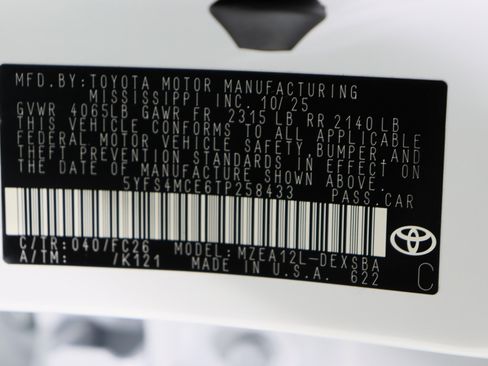 MFD.BY:TOYOTA MOTOR MANUFACTURING
MISSISSIPPI INC. 10/25
GVWR 4065LB GAWR FR 2315 LB RR 2140LB
THIS VEHICLE CONFORMS TO ALL APPLICABLE
FEDERAL MOTOR VEHICLE SAFETY, BUMPER, AND
THEFT PREVENTION STANDARDS IN EFFECT ON
THE DATE OF MANUFACTURE SHOWN ABOVE.
5YFS4MCE6TP258433 PASS.CAR
C/TR:040/FC26 MODEL:MZEA12L-DEXSBA
A/TM: /K121 MADE IN U.S.A. 622
TOYOTA
C